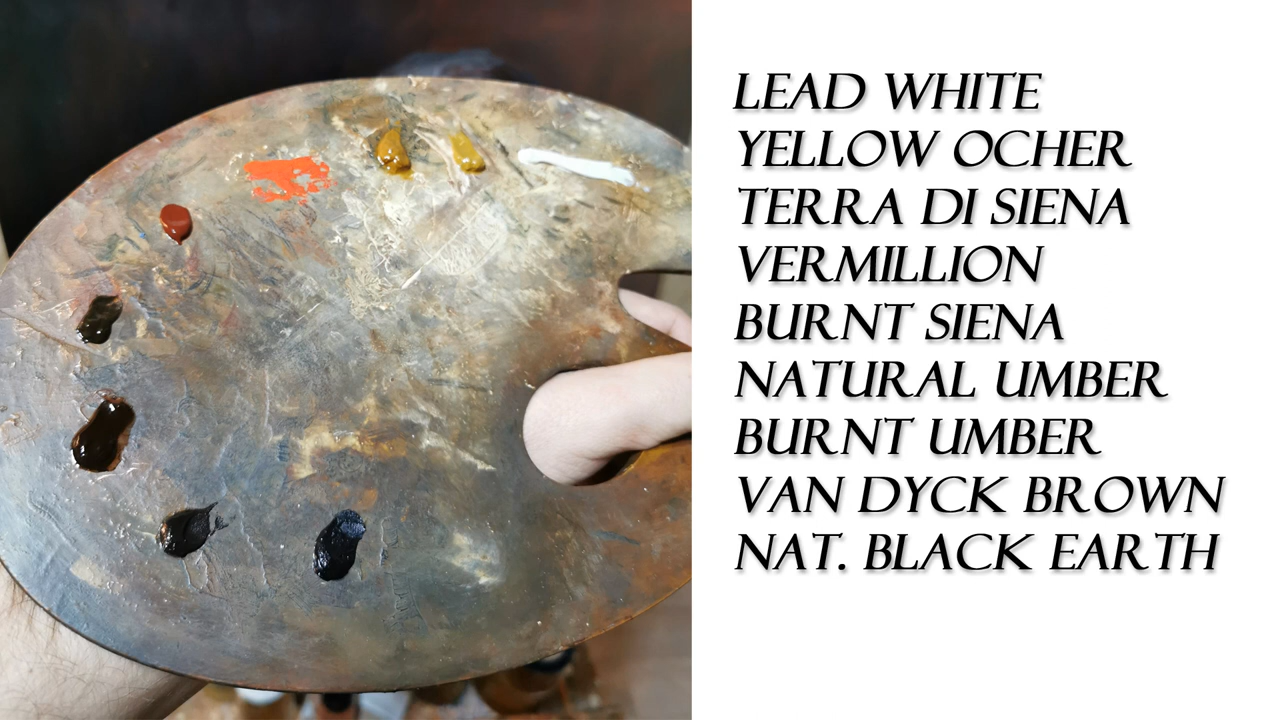 LEAD WHITE
YELLOW OCHER
TERRA DI SIENA
VERMILLION
BURNT SIENA
NATURAL UMBER
BURNT UMBER
VAN DYCK BROWN
NAT. BLACK EARTH